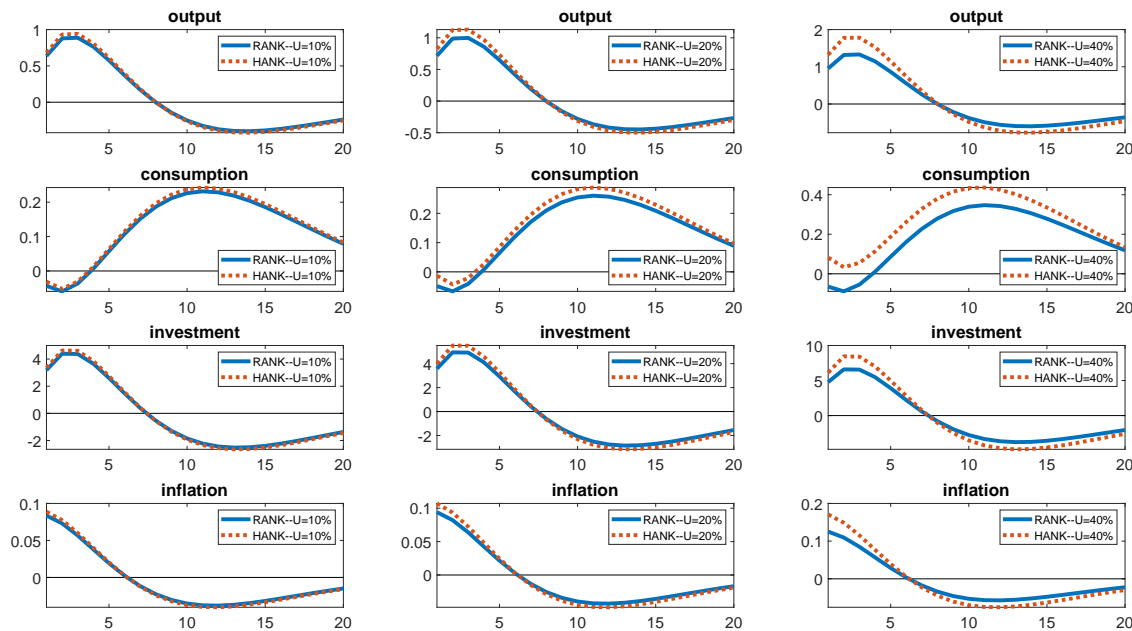 output
1
0.5
0
RANK--U=10%
HANK--U=10%
5 10 15 20
output
1
0.5
0
-0.5
RANK--U=20%
HANK--U=20%
5 10 15 20
output
2
1
0
RANK--U=40%
HANK--U=40%
5 10 15 20
consumption
0.2
0.1
0
RANK--U=10%
HANK--U=10%
5 10 15 20
consumption
0.2
0.1
0
RANK--U=20%
HANK--U=20%
5 10 15 20
consumption
0.4
0.2
0
RANK--U=40%
HANK--U=40%
5 10 15 20
investment
4
2
0
-2
RANK--U=10%
HANK--U=10%
5 10 15 20
investment
4
2
0
-2
RANK--U=20%
HANK--U=20%
5 10 15 20
investment
10
5
0
RANK--U=40%
HANK--U=40%
5 10 15 20
inflation
0.1
0.05
0
RANK--U=10%
HANK--U=10%
5 10 15 20
inflation
0.1
0.05
0
RANK--U=20%
HANK--U=20%
5 10 15 20
inflation
0.2
0.1
0
RANK--U=40%
HANK--U=40%
5 10 15 20